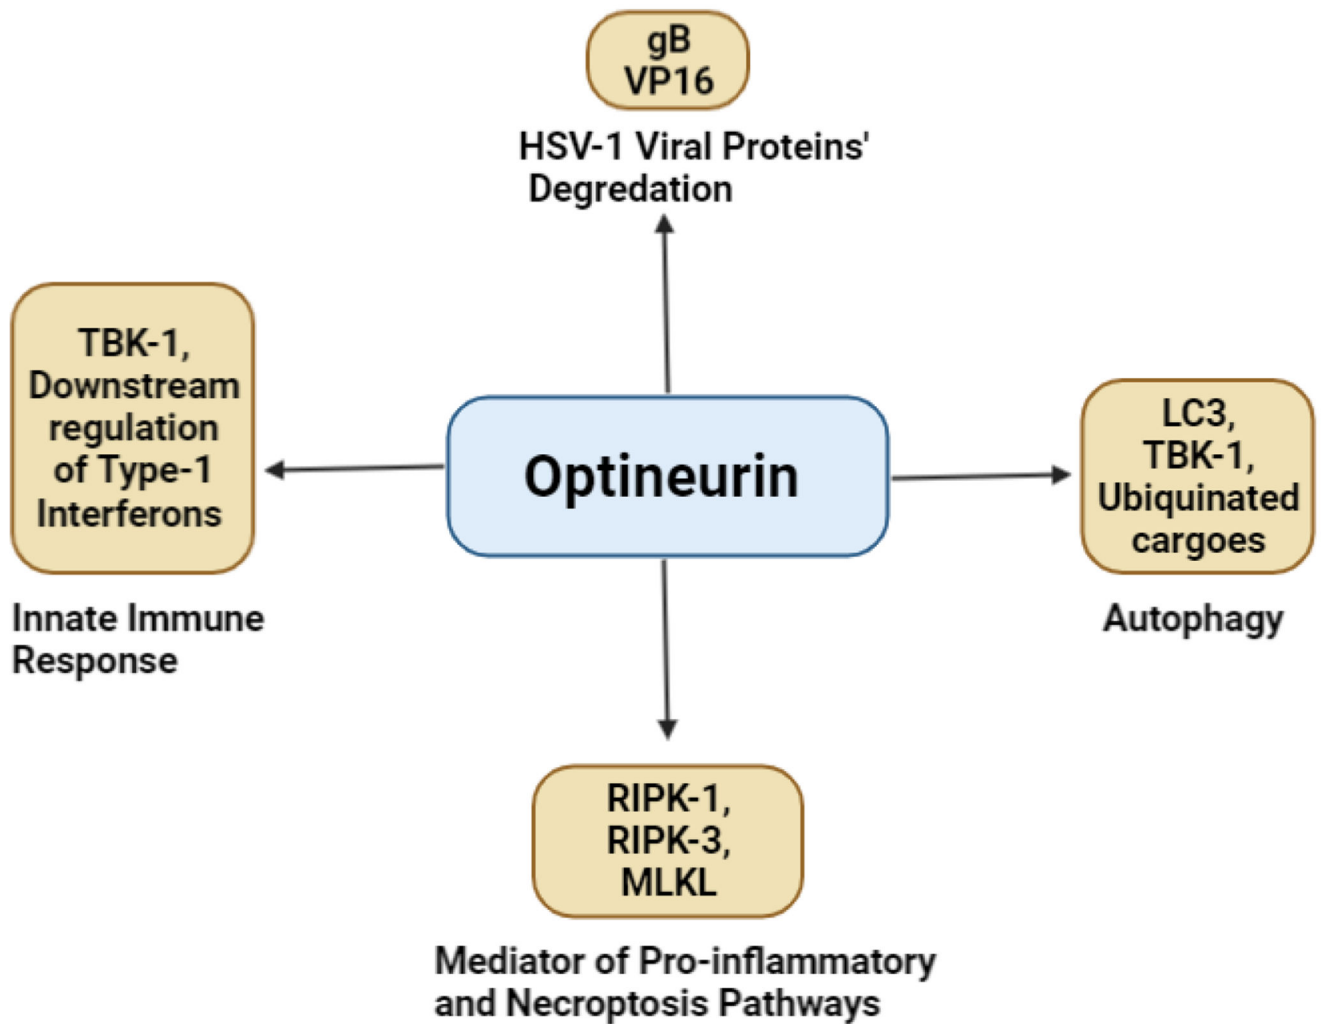 gB
VP16
HSV-1 Viral Proteins'
Degredation
TBK-1,
Downstream
regulation
of Type-1
Interferons
Innate Immune
Response
Optineurin
LC3,
TBK-1,
Ubiquinated
cargoes
Autophagy
RIPK-1,
RIPK-3,
MLKL
Mediator of Pro-inflammatory
and Necroptosis Pathways